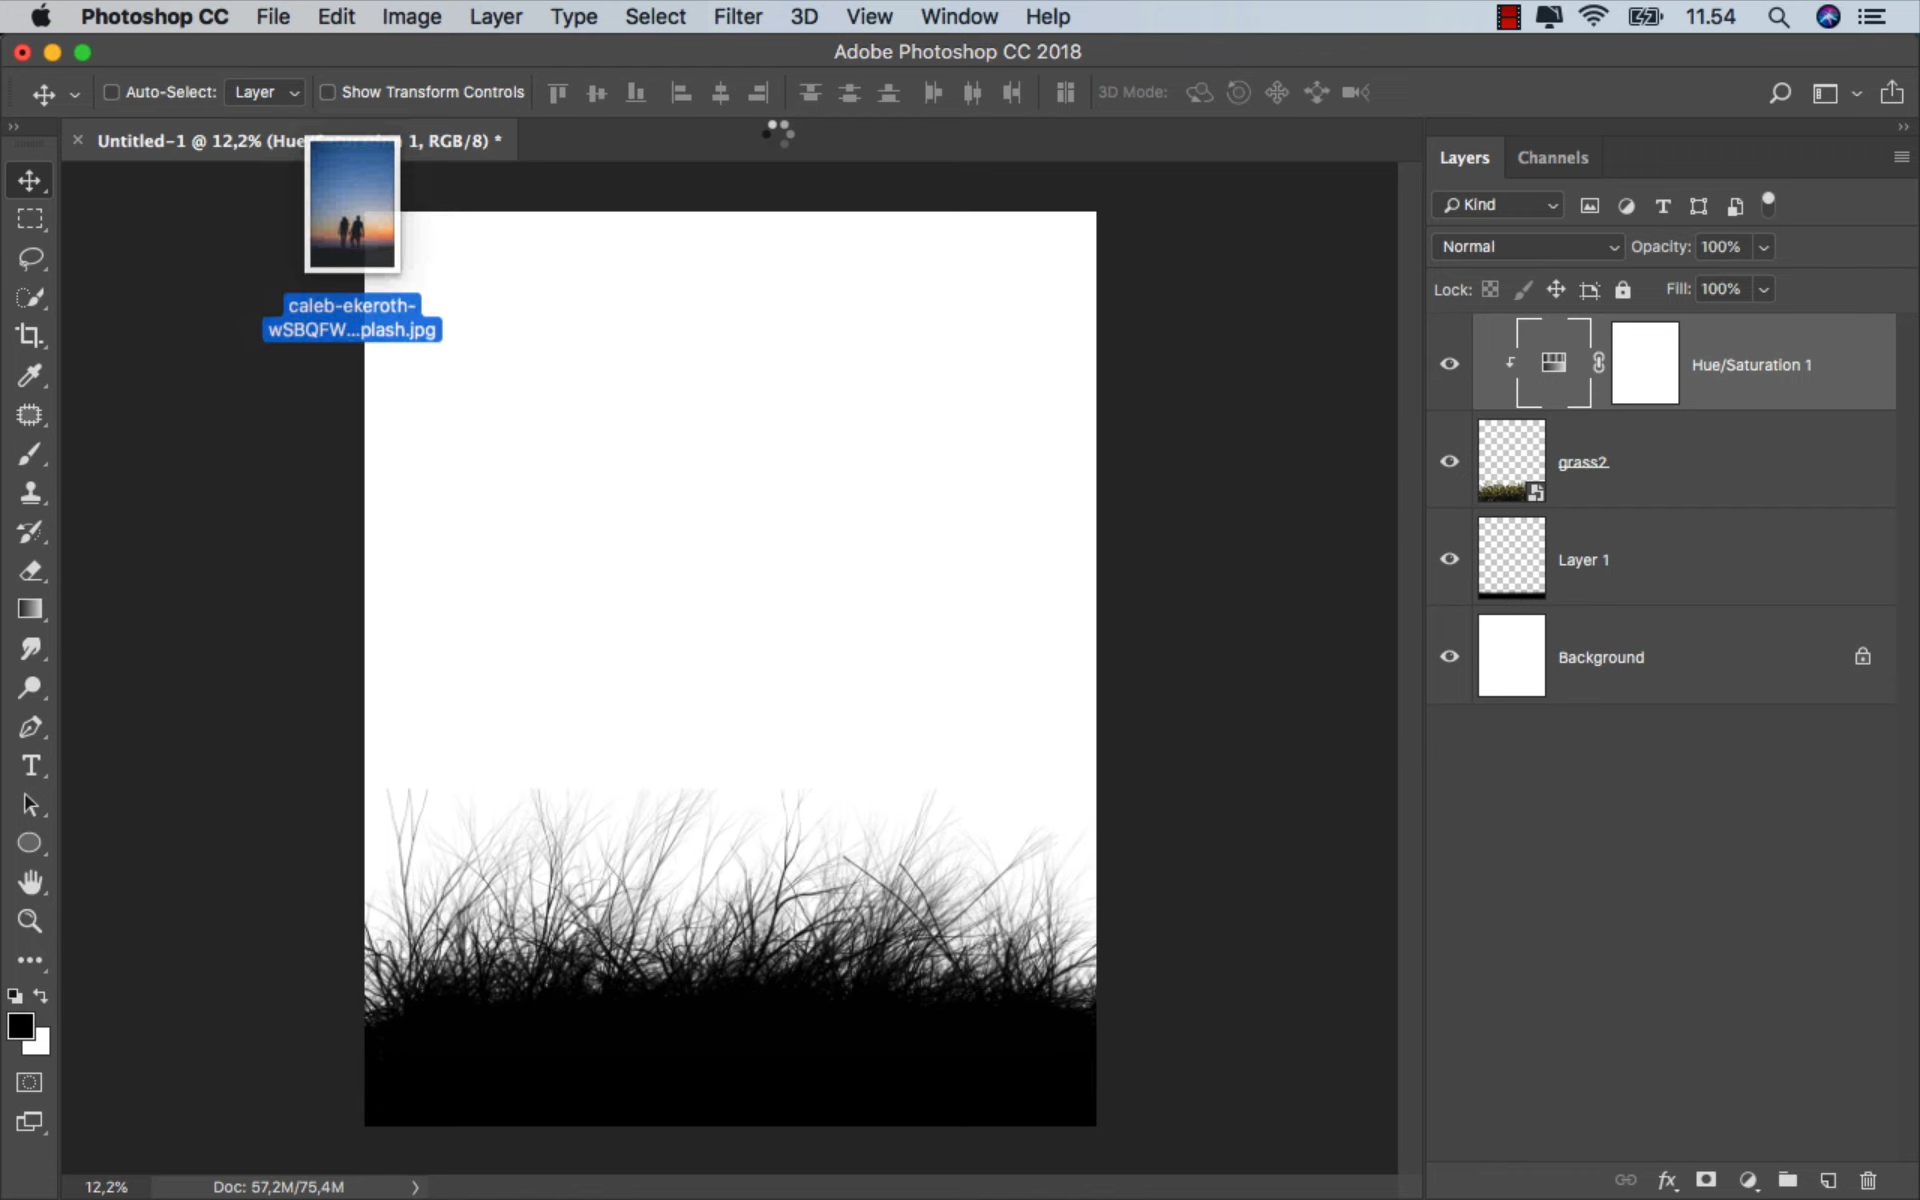 Photoshop CC File Edit Image Layer Type Select Filter 3D View Window Help 11.54
Adobe Photoshop CC 2018
Auto-Select: Layer Show Transform Controls 3D Mode:
× Untitled-1 @ 12,2% (Hue 1, RGB/8) *
caleb-ekeroth-
wSBQFW...plash.jpg
Layers Channels
Kind
Normal Opacity: 100%
Lock: Fill: 100%
Hue/Saturation 1
grass2
Layer 1
Background
12,2% Doc: 57,2M/75,4M